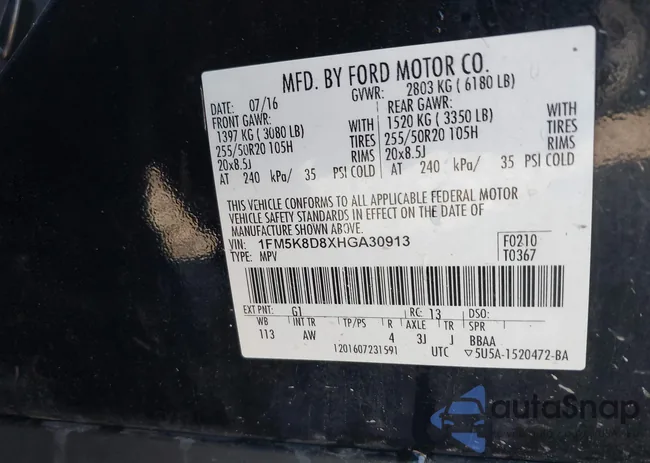 MFD. BY FORD MOTOR CO.
DATE: 07/16 GVWR: 2803 KG (6180 LB)
FRONT GAWR: REAR GAWR:
1397 KG (3080 LB) WITH 1520 KG (3350 LB) WITH
255/50R20 105H TIRES 255/50R20 105H TIRES
20x8.5J RIMS 20x8.5J RIMS
AT 240 kPa/ 35 PSI COLD AT 240 kPa/ 35 PSI COLD
THIS VEHICLE CONFORMS TO ALL APPLICABLE FEDERAL MOTOR
VEHICLE SAFETY STANDARDS IN EFFECT ON THE DATE OF
MANUFACTURE SHOWN ABOVE.
VIN: 1FM5K8D8XHGA30913 F0210
TYPE: MPV T0367
EXT PNT: G1 RC: 13 DSO:
WB INT TR TP/PS R AXLE TR SPR
113 AW 4 3J J BBAA
1201607231591 UTC ▽5U5A-1520472-BA
autoSnap